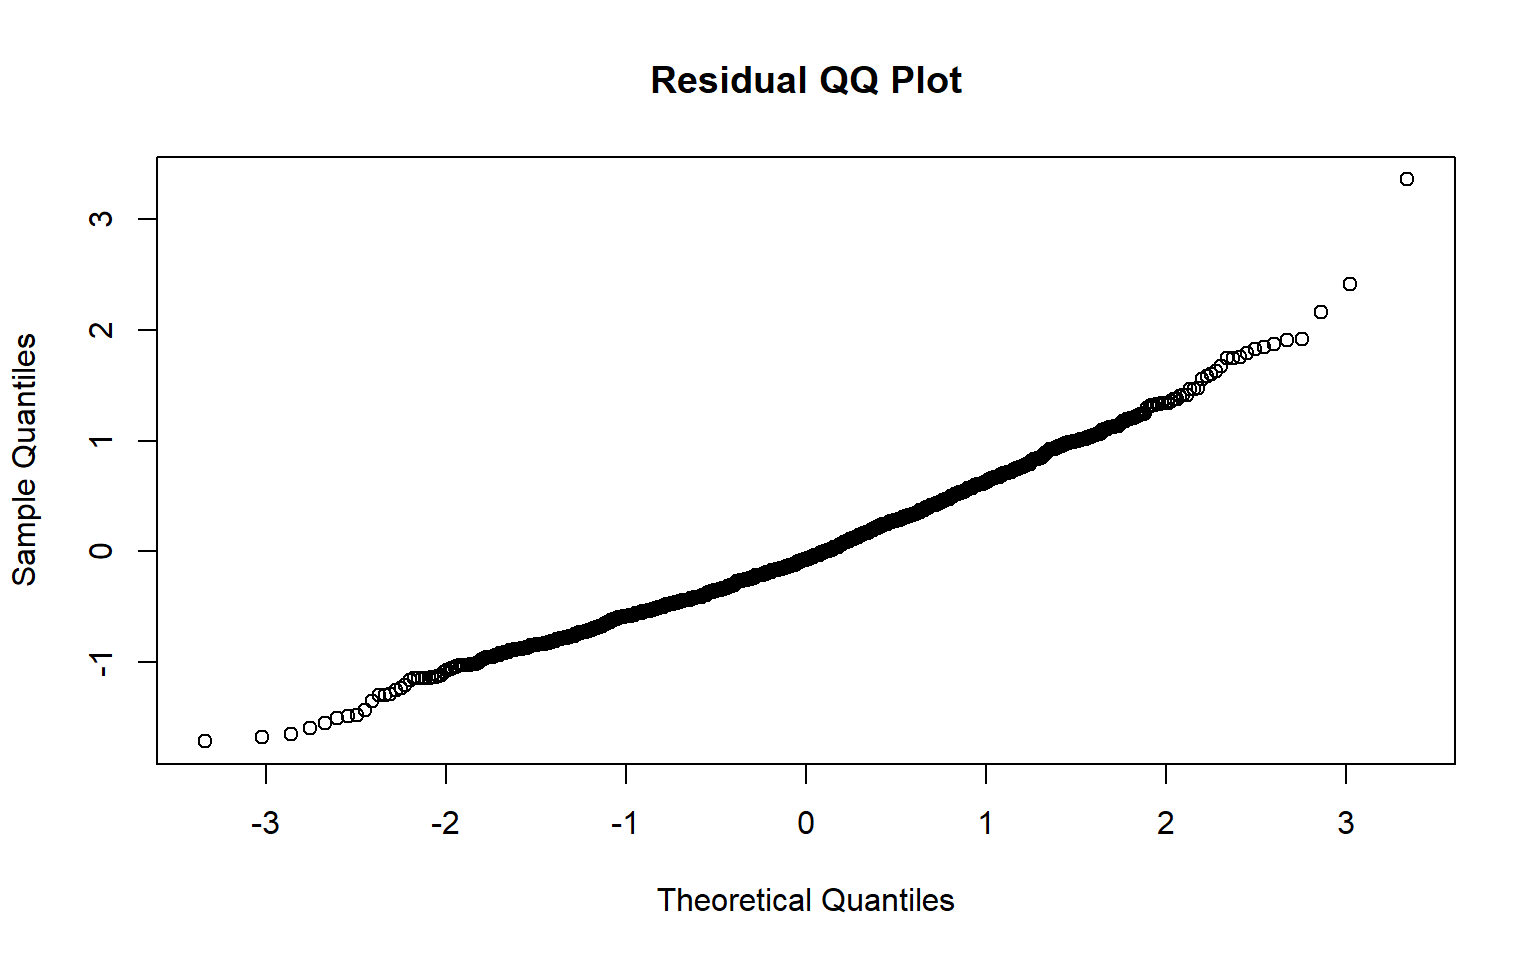 Residual QQ Plot
Sample Quantiles
3
2
1
0
-1
-3 -2 -1 0 1 2 3
Theoretical Quantiles